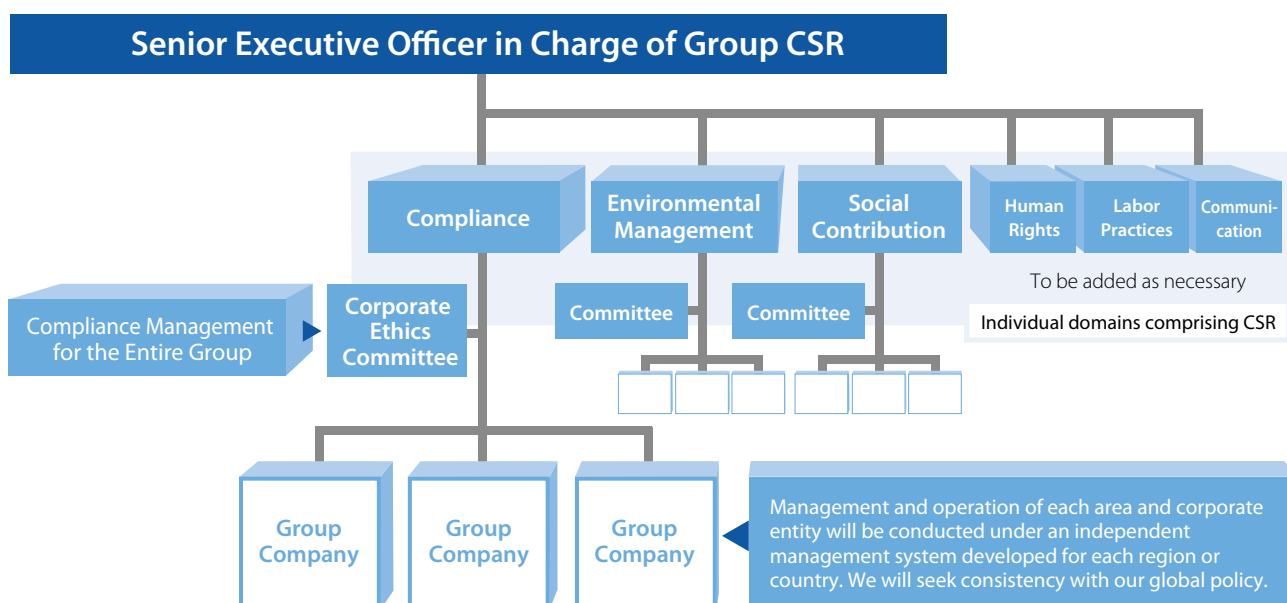 Senior Executive Officer in Charge of Group CSR
Compliance
Environmental
Management
Social
Contribution
Human
Rights
Labor
Practices
Communi-
cation
To be added as necessary
Individual domains comprising CSR
Compliance Management
for the Entire Group
Corporate
Ethics
Committee
Committee
Committee
Group
Company
Group
Company
Group
Company
Management and operation of each area and corporate
entity will be conducted under an independent
management system developed for each region or
country. We will seek consistency with our global policy.